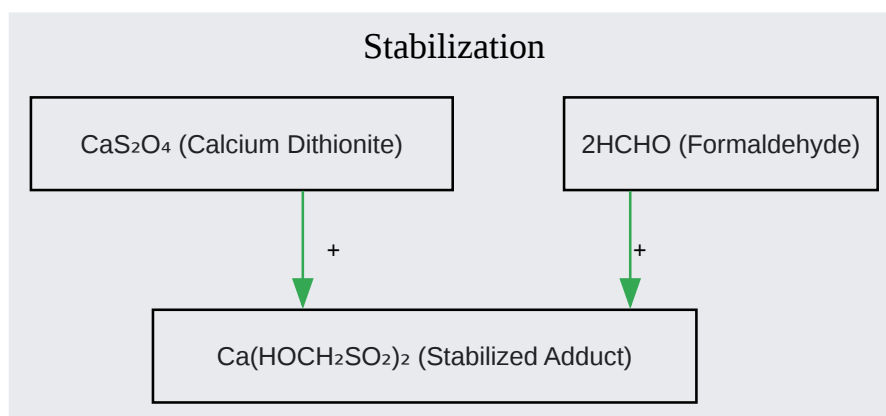 Stabilization
CaS₂O₄ (Calcium Dithionite)
2HCHO (Formaldehyde)
+
+
Ca(HOCH₂SO₂)₂ (Stabilized Adduct)